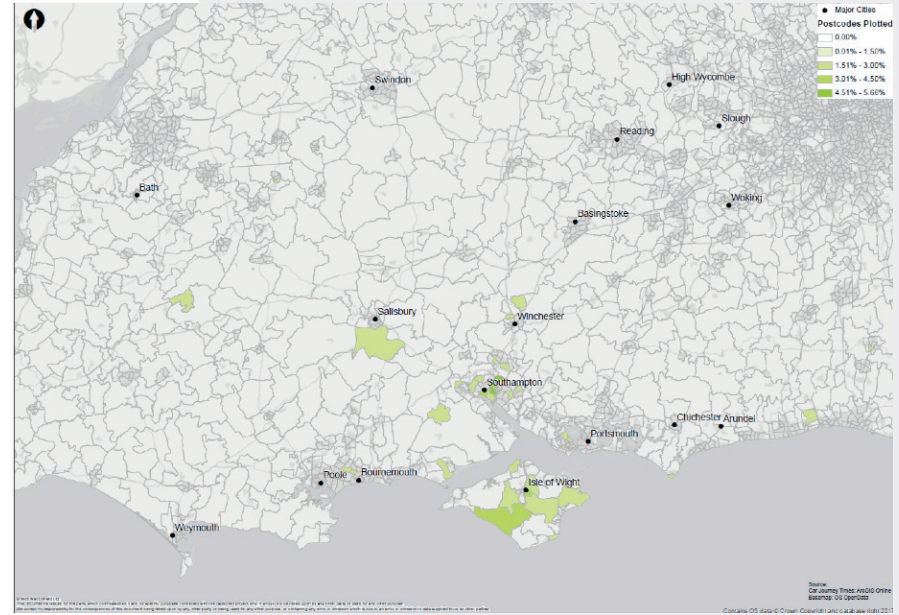 Major Cities
Postcodes Plotted
0.00%
0.01% - 1.50%
1.51% - 3.00%
3.01% - 4.50%
4.51% - 5.66%
Swindon
High Wycombe
Slough
Reading
Bath
Woking
Basingstoke
Salisbury
Winchester
Southampton
Chichester
Arundel
Portsmouth
Poole
Bournemouth
Isle of Wight
Weymouth
Source:
Car Journey Times: ArcGIS Online
Basemap: OS OpenData
Contains OS data © Crown Copyright and database right 2017